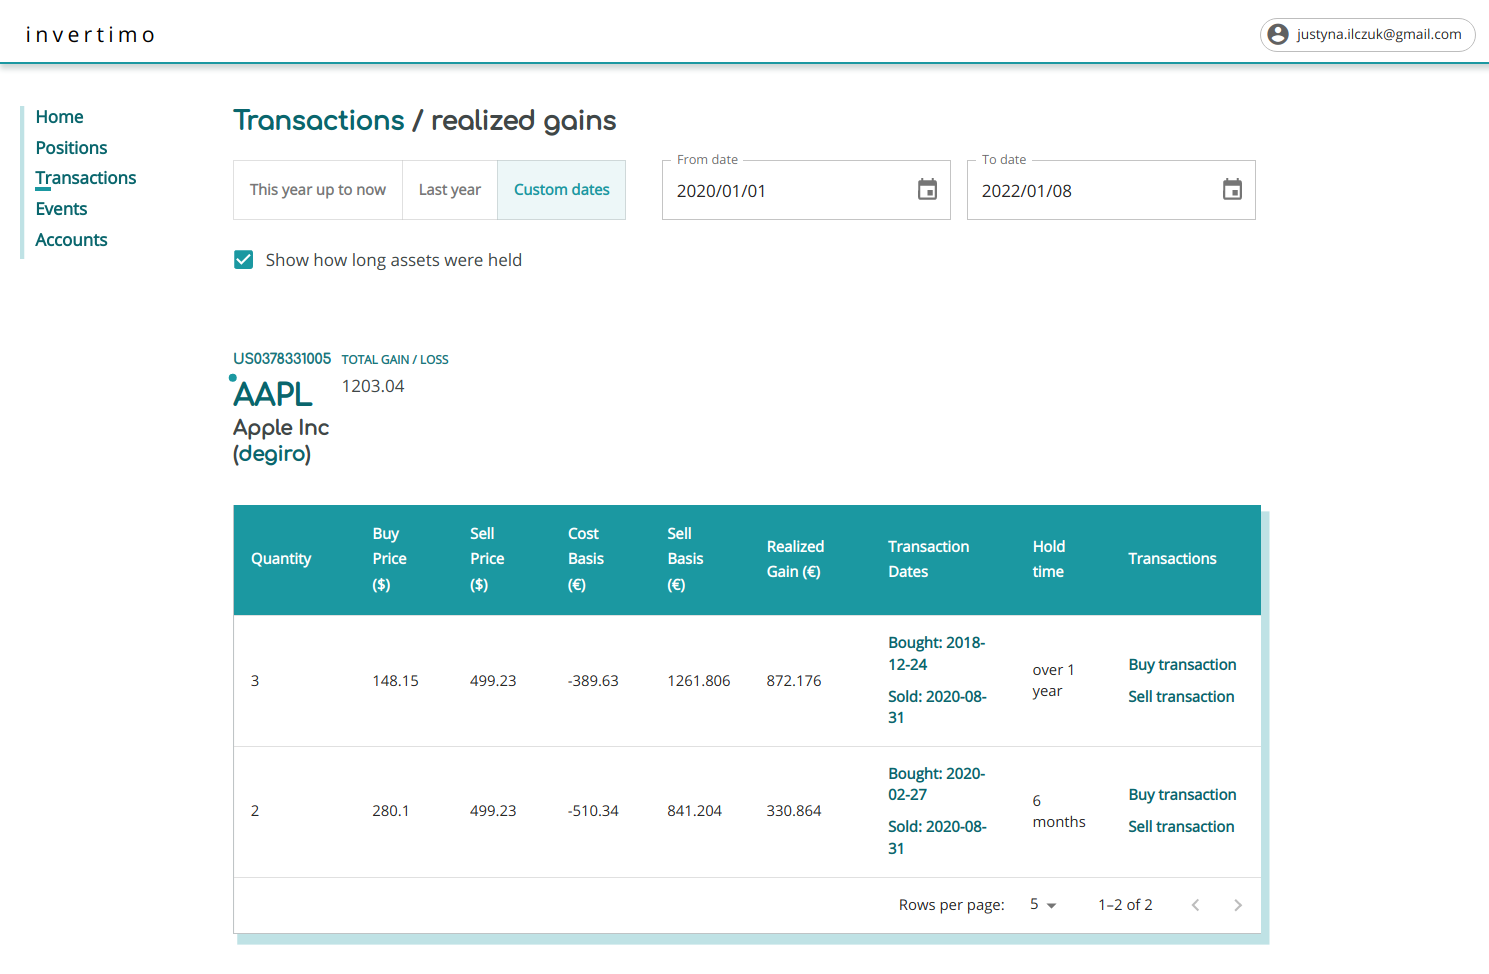 invertimo
justyna.ilczuk@gmail.com
Home
Positions
Transactions
Events
Accounts
Transactions / realized gains
This year up to now
Last year
Custom dates
From date
2020/01/01
To date
2022/01/08
Show how long assets were held
US0378331005
TOTAL GAIN / LOSS
AAPL
1203.04
Apple Inc
(degiro)
Quantity
Buy
Price
($)
Sell
Price
($)
Cost
Basis
(€)
Sell
Basis
(€)
Realized
Gain (€)
Transaction
Dates
Hold
time
Transactions
3
148.15
499.23
-389.63
1261.806
872.176
Bought: 2018-
12-24
Sold: 2020-08-
31
over 1
year
Buy transaction
Sell transaction
2
280.1
499.23
-510.34
841.204
330.864
Bought: 2020-
02-27
Sold: 2020-08-
31
6
months
Buy transaction
Sell transaction
Rows per page:
5
1–2 of 2